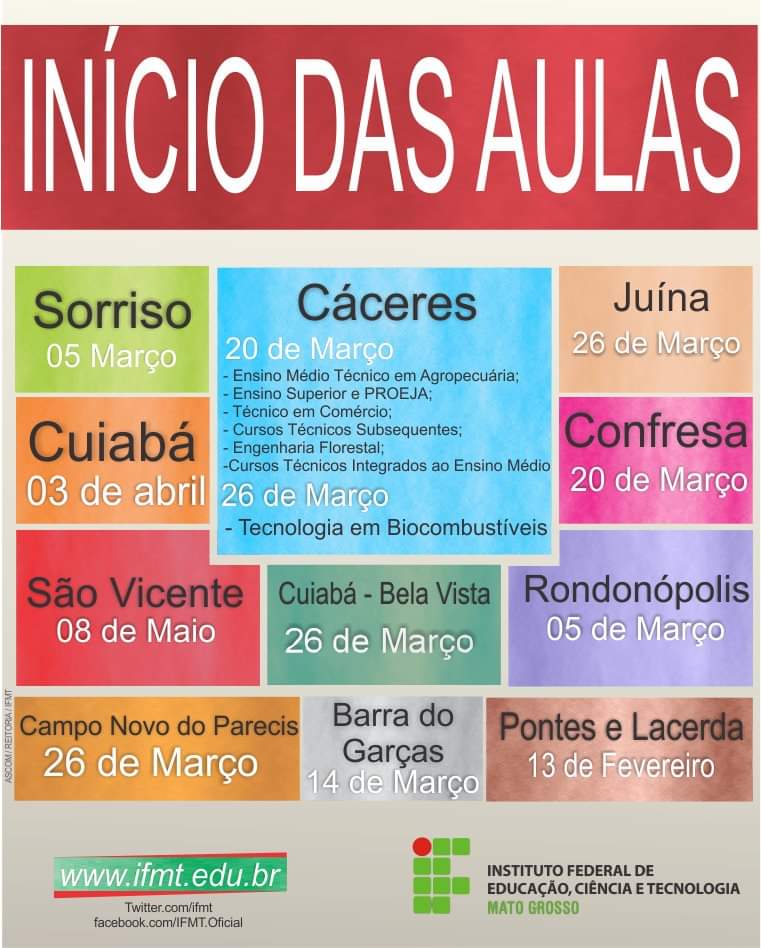 INÍCIO DAS AULAS
Sorriso
05 Março
Cáceres
20 de Março
- Ensino Médio Técnico em Agropecuária;
- Ensino Superior e PROEJA;
- Técnico em Comércio;
- Cursos Técnicos Subsequentes;
- Engenharia Florestal;
-Cursos Técnicos Integrados ao Ensino Médio
26 de Março
- Tecnologia em Biocombustíveis
Juína
26 de Março
Cuiabá
03 de abril
Confresa
20 de Março
São Vicente
08 de Maio
Cuiabá - Bela Vista
26 de Março
Rondonópolis
05 de Março
Campo Novo do Parecis
26 de Março
Barra do
Garças
14 de Março
Pontes e Lacerda
13 de Fevereiro
ASCOM / REITORIA / IFMT
www.ifmt.edu.br
Twitter.com/ifmt
facebook.com/IFMT.Oficial
INSTITUTO FEDERAL DE
EDUCAÇÃO, CIÊNCIA E TECNOLOGIA
MATO GROSSO